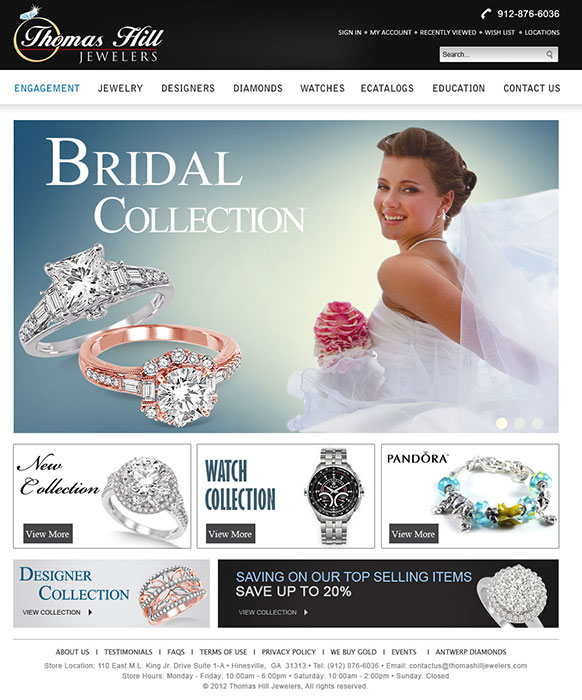 Thomas Hill
JEWELERS
912-876-6036
SIGN IN + MY ACCOUNT + RECENTLY VIEWED + WISH LIST + LOCATIONS
Search...
ENGAGEMENT JEWELRY DESIGNERS DIAMONDS WATCHES ECATALOGS EDUCATION CONTACT US
BRIDAL
COLLECTION
New
Collection
View More
WATCH
COLLECTION
View More
PANDORA
View More
DESIGNER
COLLECTION
VIEW COLLECTION
SAVING ON OUR TOP SELLING ITEMS
SAVE UP TO 20%
VIEW COLLECTION
ABOUT US | TESTIMONIALS | FAQS | TERMS OF USE | PRIVACY POLICY | WE BUY GOLD | EVENTS | ANTWERP DIAMONDS
Store Location: 110 East M.L. King Jr. Drive Suite 1-A • Hinesville, GA 31313 • Tel: (912) 876-6036 • Email: contactus@thomashilljewelers.com
Store Hours: Monday - Friday: 10:00am - 6:00pm • Saturday: 10:00am - 2:00pm • Sunday: Closed
© 2012 Thomas Hill Jewelers, All rights reserved.